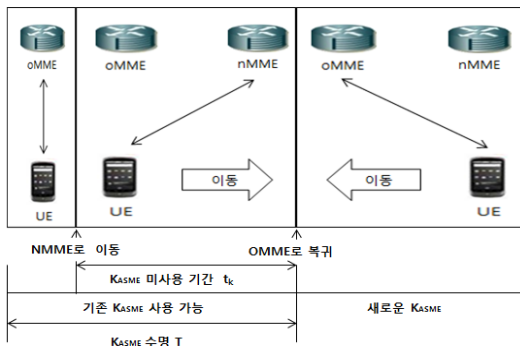 oMME
oMME
nMME
oMME
nMME
이동
이동
UE
UE
UE
NMME로 이동
OMME로 복귀
KASME 미사용 기간 tk
기존 KASME 사용 가능
새로운 KASME
KASME 수명 T